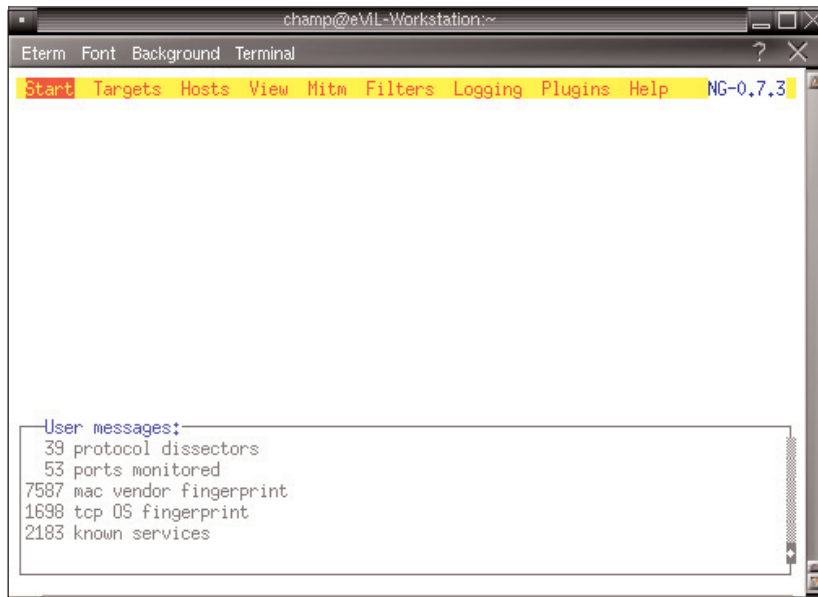 champ@eViL-Workstation:~
Eterm Font Background Terminal ?
Start Targets Hosts View Mitm Filters Logging Plugins Help NG-0.7.3
User messages:
39 protocol dissectors
53 ports monitored
7587 mac vendor fingerprint
1698 tcp OS fingerprint
2183 known services